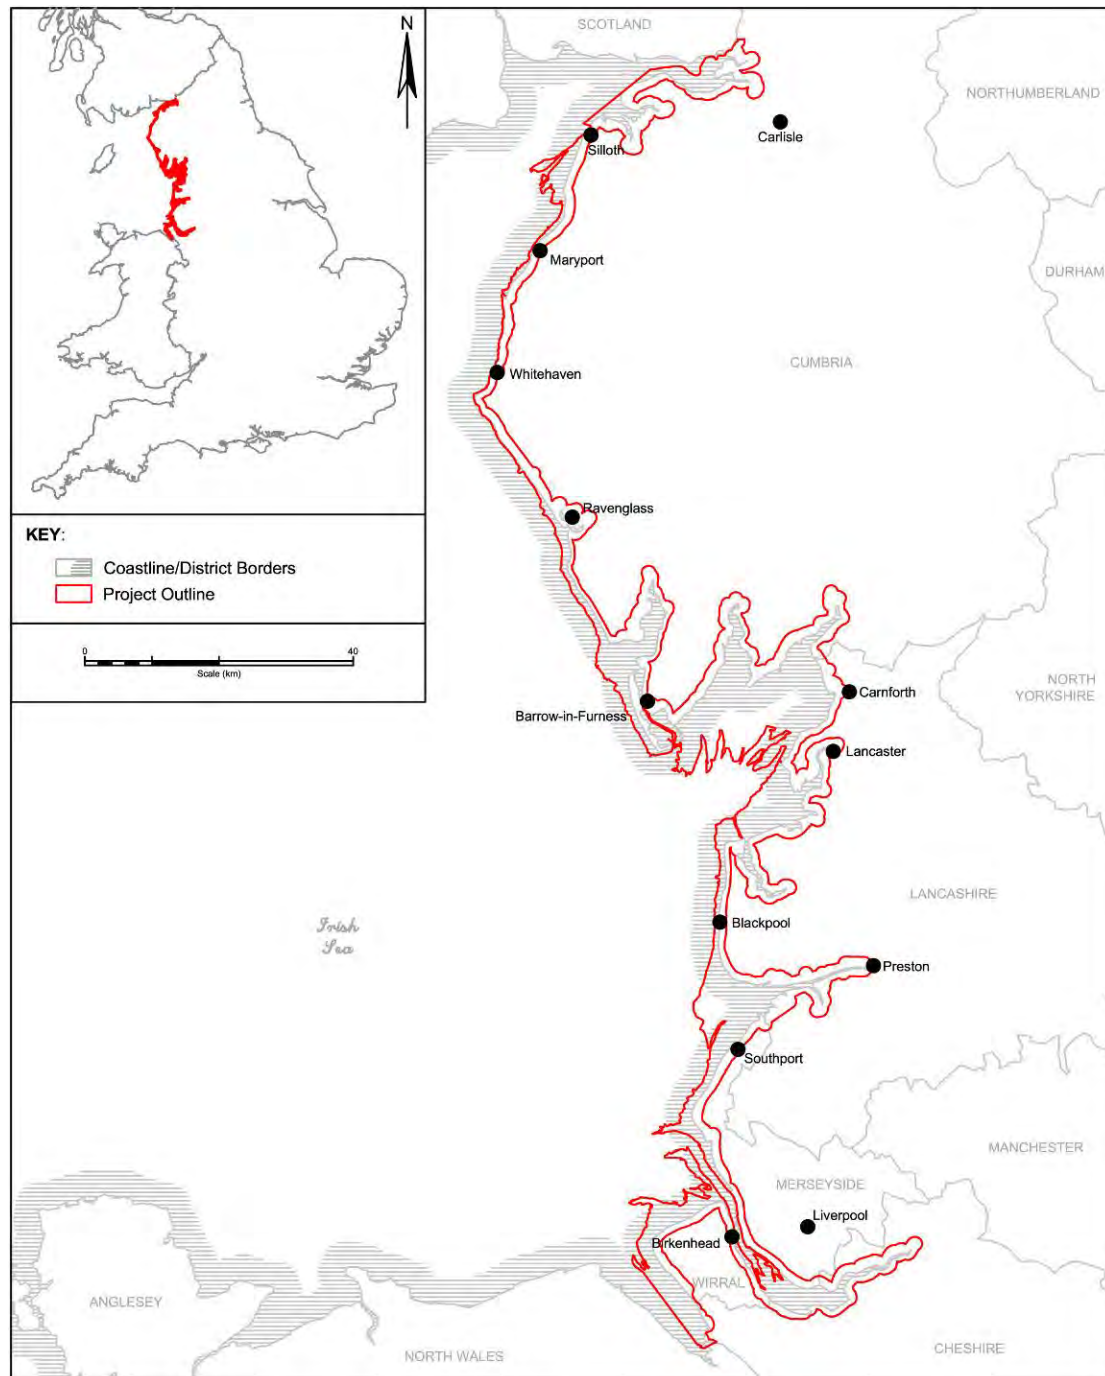 N
KEY:
Coastline/District Borders
Project Outline
0
40
Scale (km)
SCOTLAND
NORTHUMBERLAND
Carlisle
Silloth
Maryport
DURHAM
CUMBRIA
Whitehaven
Ravenglass
NORTH
YORKSHIRE
Carnforth
Barrow-in-Furness
Lancaster
LANCASHIRE
Irish
Sea
Blackpool
Preston
Southport
MANCHESTER
MERSEYSIDE
Liverpool
Birkenhead
WIRRAL
ANGLESEY
NORTH WALES
CHESHIRE